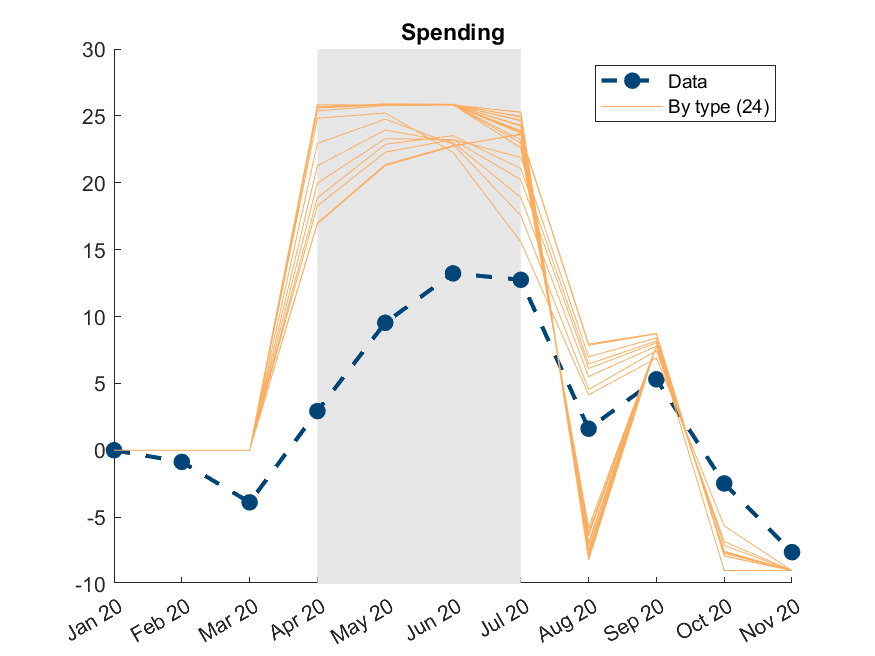 Spending
30
25
20
15
10
5
0
-5
-10
Data
By type (24)
Jan 20
Feb 20
Mar 20
Apr 20
May 20
Jun 20
Jul 20
Aug 20
Sep 20
Oct 20
Nov 20